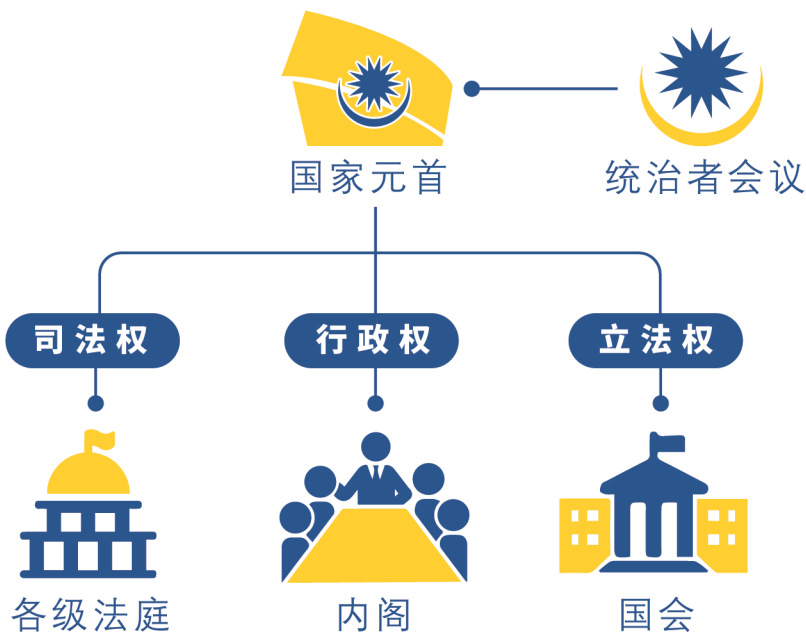 国家元首
统治者会议
司法权
行政权
立法权
各级法庭
内阁
国会